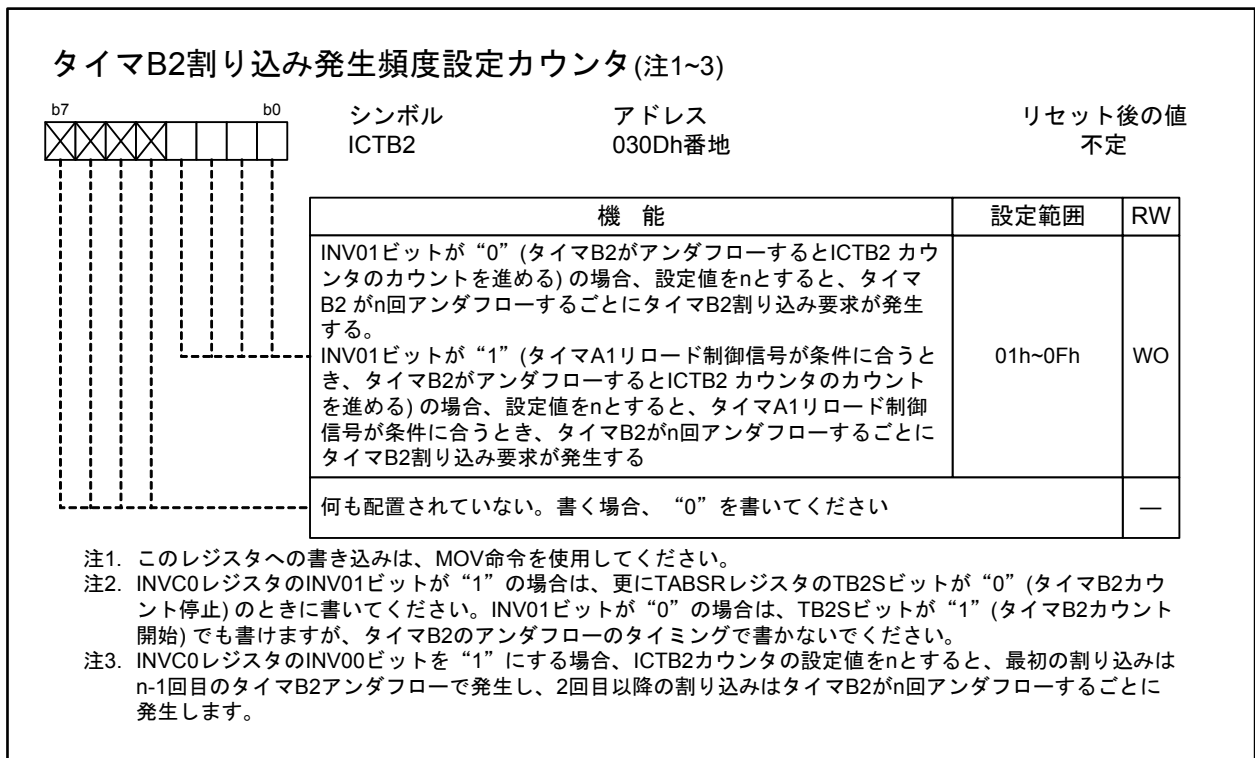 タイマB2割り込み発生頻度設定カウンタ(注1~3)
b7 b0
シンボル アドレス リセット後の値
ICTB2 030Dh番地 不定
機 能 設定範囲 RW
INV01ビットが“0”(タイマB2がアンダフローするとICTB2 カウ
ンタのカウントを進める) の場合、設定値をnとすると、タイマ
B2 がn回アンダフローするごとにタイマB2割り込み要求が発生
する。
INV01ビットが“1”(タイマA1リロード制御信号が条件に合うと
き、タイマB2がアンダフローするとICTB2 カウンタのカウント
を進める) の場合、設定値をnとすると、タイマA1リロード制御
信号が条件に合うとき、タイマB2がn回アンダフローするごとに
タイマB2割り込み要求が発生する
01h~0Fh WO
何も配置されていない。書く場合、“0”を書いてください —
注1. このレジスタへの書き込みは、MOV命令を使用してください。
注2. INVC0レジスタのINV01ビットが“1”の場合は、更にTABSRレジスタのTB2Sビットが“0”(タイマB2カウ
ント停止) のときに書いてください。INV01ビットが“0”の場合は、TB2Sビットが“1”(タイマB2カウント
開始) でも書けますが、タイマB2のアンダフローのタイミングで書かないでください。
注3. INVC0レジスタのINV00ビットを“1”にする場合、ICTB2カウンタの設定値をnとすると、最初の割り込みは
n-1回目のタイマB2アンダフローで発生し、2回目以降の割り込みはタイマB2がn回アンダフローするごとに
発生します。